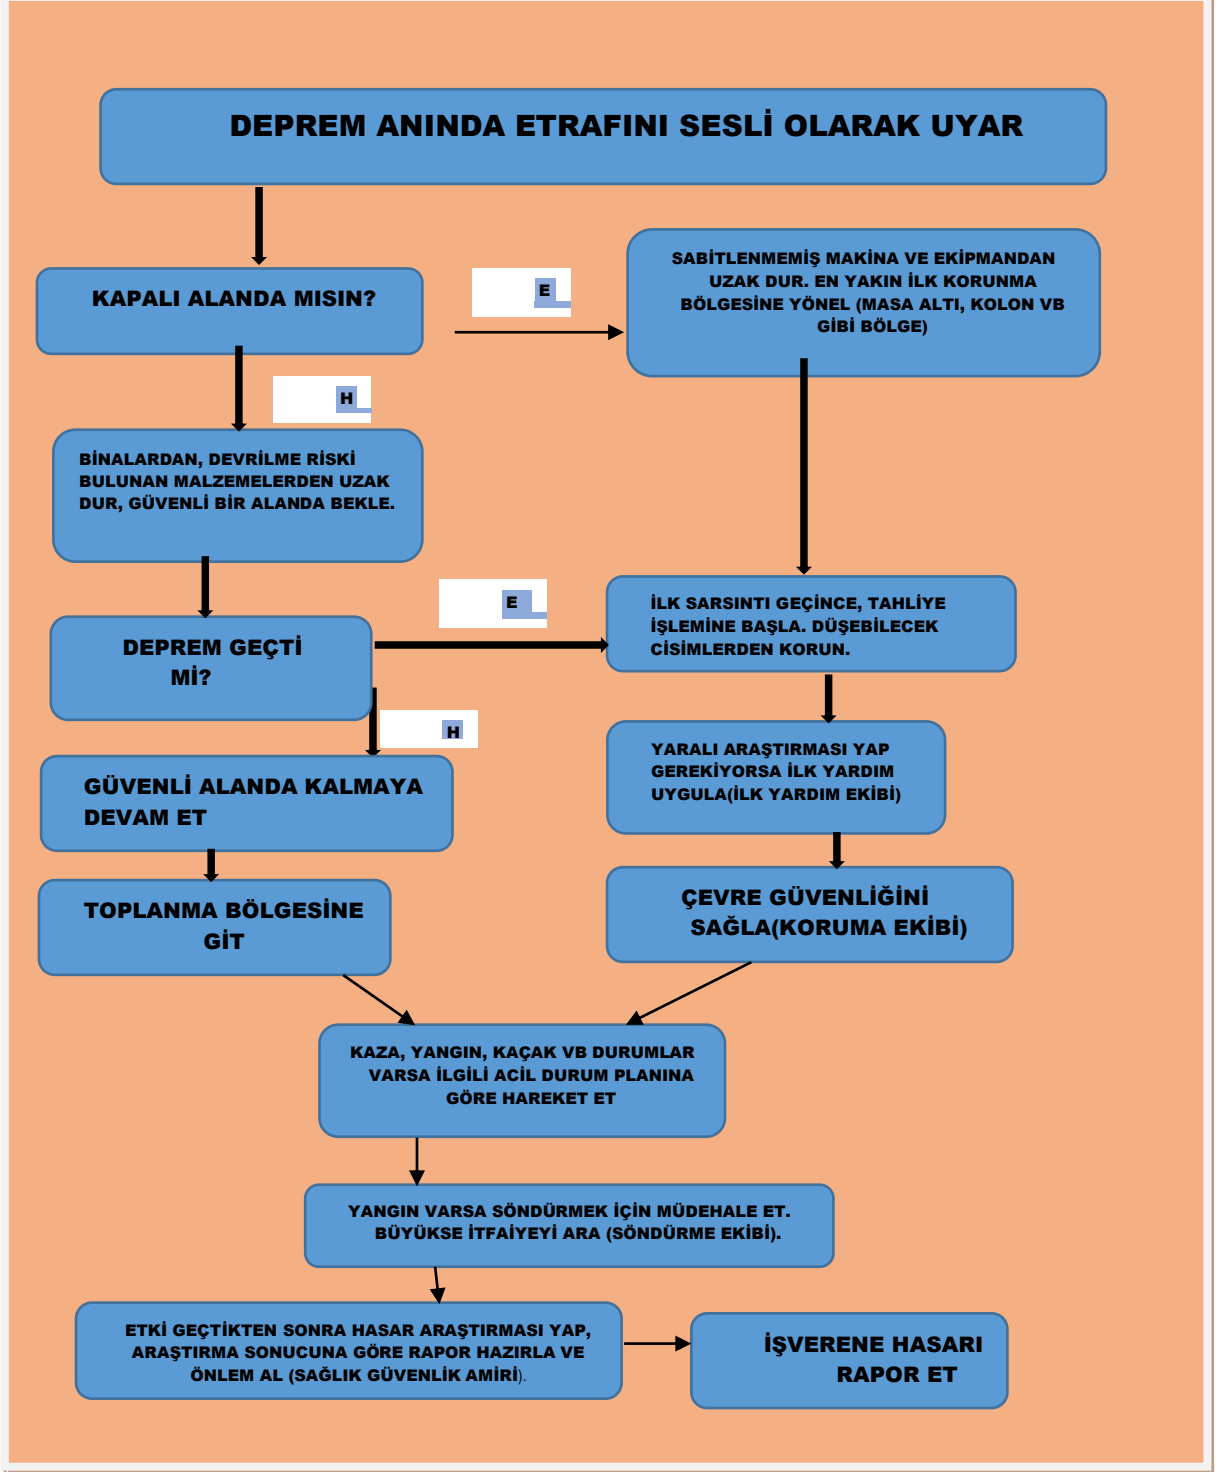 DEPREM ANINDA ETRAFINI SESLİ OLARAK UYAR
KAPALI ALANDA MISIN?
E
SABİTLENMEMİŞ MAKİNA VE EKİPMANDAN
UZAK DUR. EN YAKIN İLK KORUNMA
BÖLGESİNE YÖNEL (MASA ALTI, KOLON VB
GİBİ BÖLGE)
H
BİNALARDAN, DEVRİLME RİSKİ
BULUNAN MALZEMELERDEN UZAK
DUR, GÜVENLİ BİR ALANDA BEKLE.
DEPREM GEÇTİ
Mİ?
E
İLK SARSINTI GEÇİNCE, TAHLİYE
İŞLEMİNE BAŞLA. DÜŞEBİLECEK
CİSİMLERDEN KORUN.
H
GÜVENLİ ALANDA KALMAYA
DEVAM ET
YARALI ARAŞTIRMASI YAP
GEREKİYORSA İLK YARDIM
UYGULA(İLK YARDIM EKİBİ)
TOPLANMA BÖLGESİNE
GİT
ÇEVRE GÜVENLİĞİNİ
SAĞLA(KORUMA EKİBİ)
KAZA, YANGIN, KAÇAK VB DURUMLAR
VARSA İLGİLİ ACİL DURUM PLANINA
GÖRE HAREKET ET
YANGIN VARSA SÖNDÜRMEK İÇİN MÜDEHALE ET.
BÜYÜKSE İTFAİYEYİ ARA (SÖNDÜRME EKİBİ).
ETKİ GEÇTİKTEN SONRA HASAR ARAŞTIRMASI YAP,
ARAŞTIRMA SONUCUNA GÖRE RAPOR HAZIRLA VE
ÖNLEM AL (SAĞLIK GÜVENLİK AMİRİ).
İŞVERENE HASARI
RAPOR ET